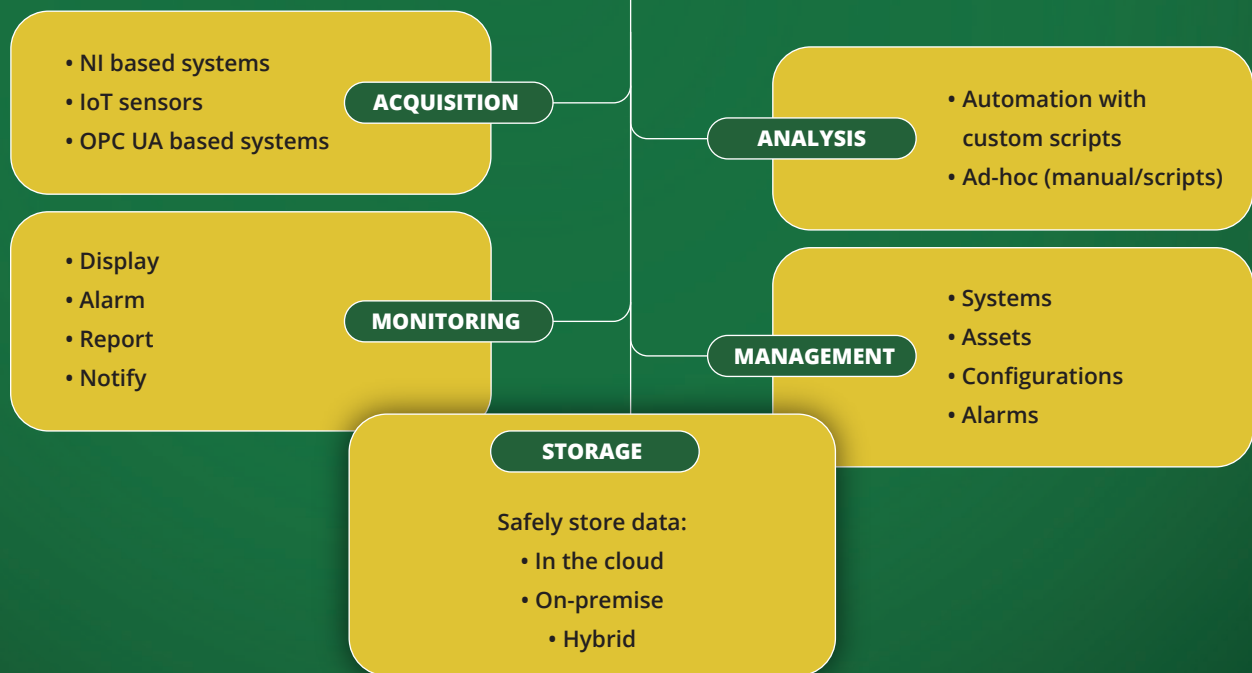 • NI based systems
• IoT sensors
• OPC UA based systems
ACQUISITION
• Automation with
custom scripts
• Ad-hoc (manual/scripts)
ANALYSIS
• Display
• Alarm
• Report
• Notify
MONITORING
• Systems
• Assets
• Configurations
• Alarms
MANAGEMENT
STORAGE
Safely store data:
• In the cloud
• On-premise
• Hybrid